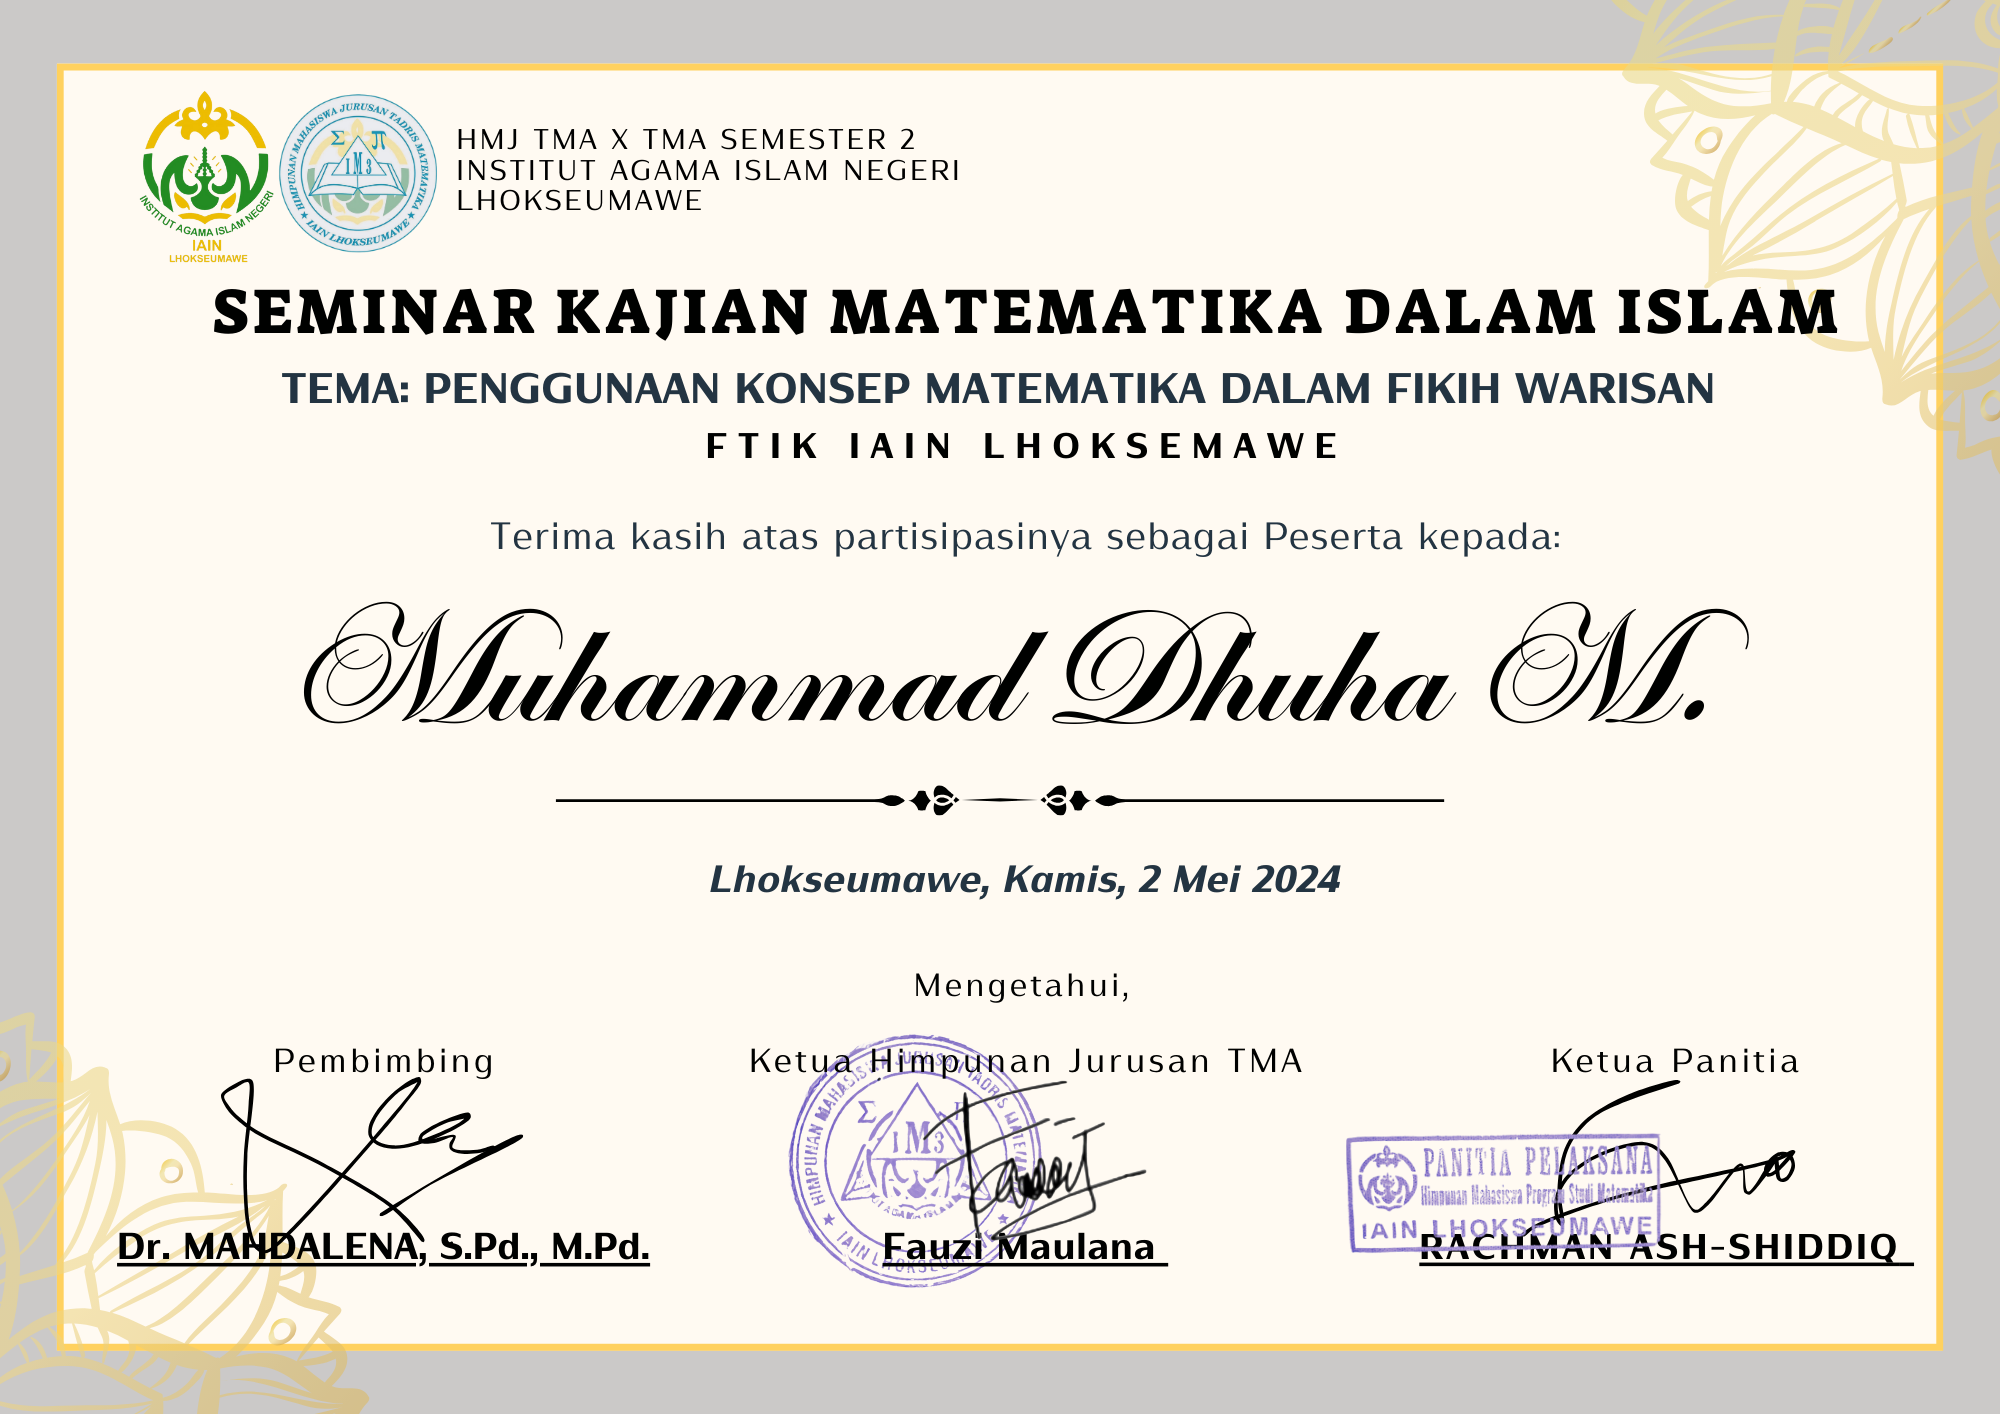 INSTITUT AGAMA ISLAM NEGERI
IAIN
LHOKSEUMAWE
HIMPUNAN MAHASISWA JURUSAN TADRIS MATEMATIKA
Σ π
1M3
IAIN LHOKSEUMAWE
HMJ TMA X TMA SEMESTER 2
INSTITUT AGAMA ISLAM NEGERI
LHOKSEUMAWE
SEMINAR KAJIAN MATEMATIKA DALAM ISLAM
TEMA: PENGGUNAAN KONSEP MATEMATIKA DALAM FIKIH WARISAN
FTIK IAIN LHOKSEMAWE
Terima kasih atas partisipasinya sebagai Peserta kepada:
Muhammad Dhuha M.
Lhokseumawe, Kamis, 2 Mei 2024
Mengetahui,
Pembimbing
Ketua Himpunan Jurusan TMA
Ketua Panitia
HIMPUNAN MAHASISWA JURUSAN TADRIS MATEMATIKA
Σ
1M3
AGAMA ISLAM
IAIN LHOKSEUMAWE
PANITIA PELAKSANA
Himpunan Mahasiswa Program Studi Matematika
IAIN LHOKSEUMAWE
Dr. MAHDALENA, S.Pd., M.Pd.
Fauzi Maulana
RACHMAN ASH-SHIDDIQ